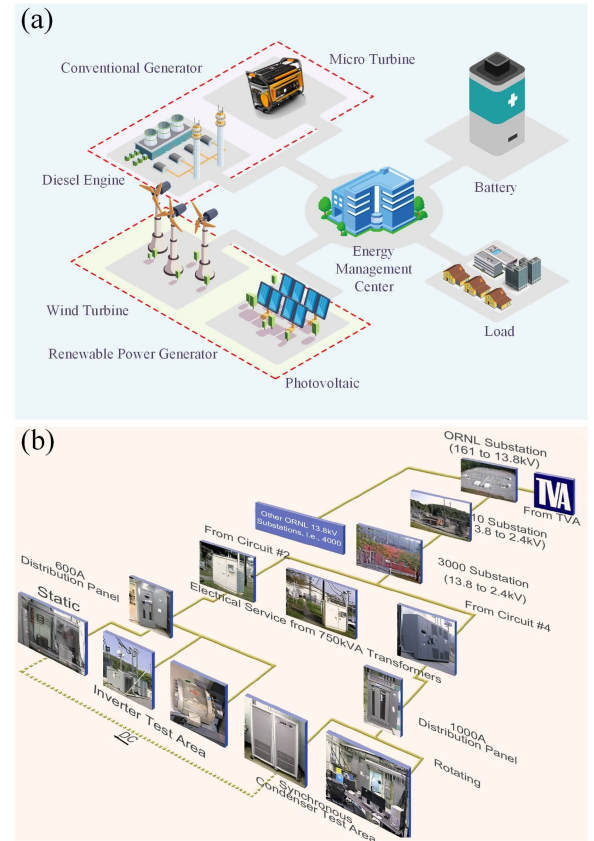 (a)
Conventional Generator
Micro Turbine
Diesel Engine
Battery
Energy
Management
Center
Wind Turbine
Load
Renewable Power Generator
Photovoltaic
(b)
ORNL Substation
(161 to 13.8kV)
TVA
From TVA
Other ORNL 13.8kV
Substations, i.e., 4000
10 Substation
3.8 to 2.4kV)
From Circuit #2
3000 Substation
(13.8 to 2.4kV)
600A
Distribution Panel
Static
Electrical Service from 750kVA Transformers
From Circuit #4
Inverter Test Area
1000A
Distribution Panel
DC
Rotating
Synchronous
Condenser Test Area